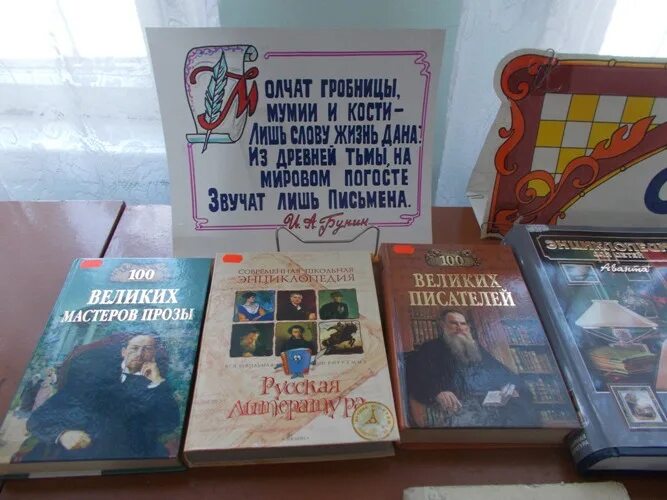 Молчат гробницы,
мумии и кости –
Лишь слову жизнь дана:
Из древней тьмы, на
мировом погосте
Звучат лишь Письмена.
И. А. Бунин
100
ВЕЛИКИХ
МАСТЕРОВ ПРОЗЫ
СОВРЕМЕННАЯ ШКОЛЬНАЯ
ЭНЦИКЛОПЕДИЯ
Русская
литература
100
ВЕЛИКИХ
ПИСАТЕЛЕЙ
ЭНЦИКЛОПЕДИЯ
Аванта